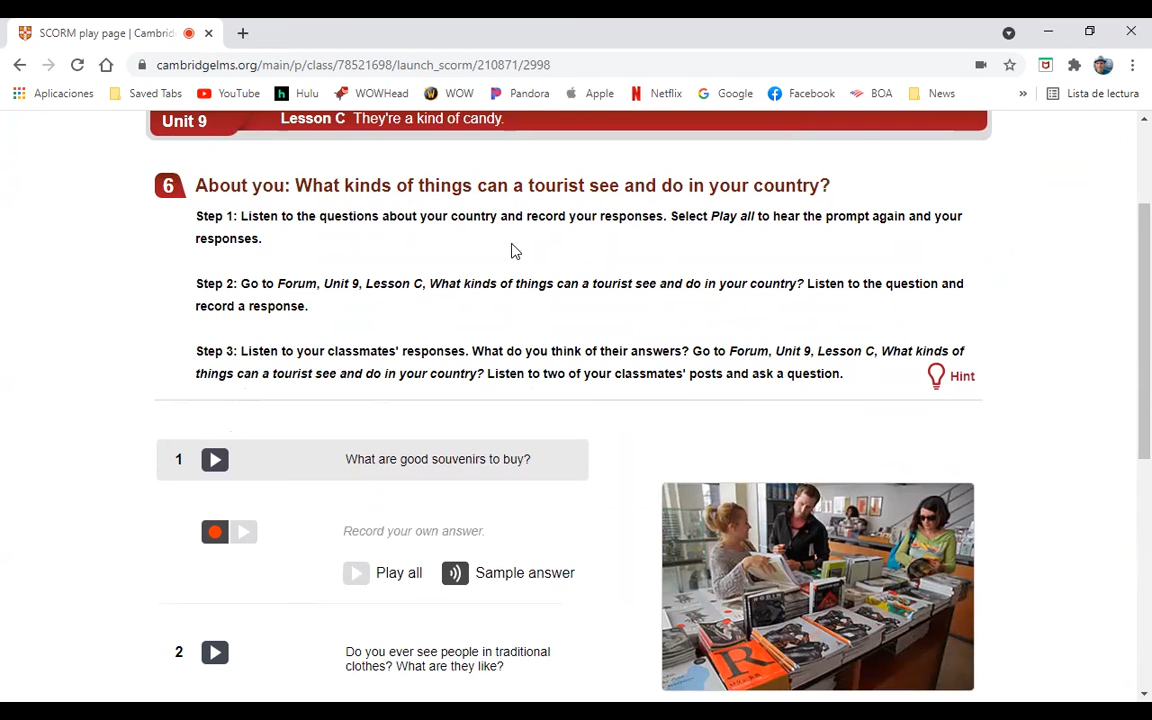 SCORM play page | Cambrid
cambridgelms.org/main/p/class/78521698/launch_scorm/210871/2998
Aplicaciones Saved Tabs YouTube Hulu WOWHead WOW Pandora Apple Netflix Google Facebook BOA News » Lista de lectura
Unit 9 Lesson C They're a kind of candy.
6 About you: What kinds of things can a tourist see and do in your country?
Step 1: Listen to the questions about your country and record your responses. Select Play all to hear the prompt again and your
responses.
Step 2: Go to Forum, Unit 9, Lesson C, What kinds of things can a tourist see and do in your country? Listen to the question and
record a response.
Step 3: Listen to your classmates' responses. What do you think of their answers? Go to Forum, Unit 9, Lesson C, What kinds of
things can a tourist see and do in your country? Listen to two of your classmates' posts and ask a question.
Hint
1 What are good souvenirs to buy?
Record your own answer.
Play all Sample answer
2 Do you ever see people in traditional
clothes? What are they like?
R